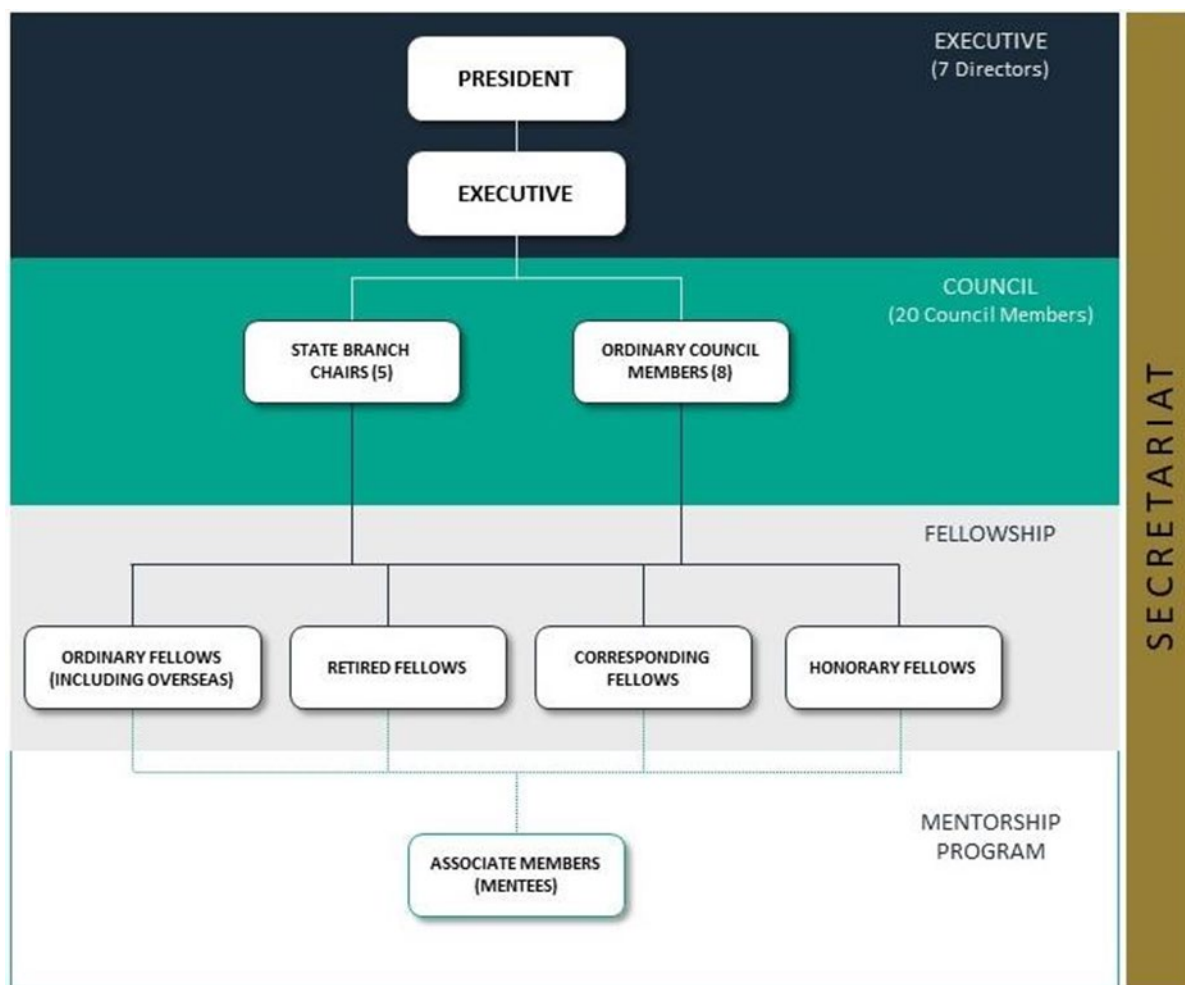 EXECUTIVE
(7 Directors)
PRESIDENT
EXECUTIVE
COUNCIL
(20 Council Members)
STATE BRANCH
CHAIRS (5)
ORDINARY COUNCIL
MEMBERS (8)
FELLOWSHIP
ORDINARY FELLOWS
(INCLUDING OVERSEAS)
RETIRED FELLOWS
CORRESPONDING
FELLOWS
HONORARY FELLOWS
MENTORSHIP
PROGRAM
ASSOCIATE MEMBERS
(MENTEES)
SECRETARIAT